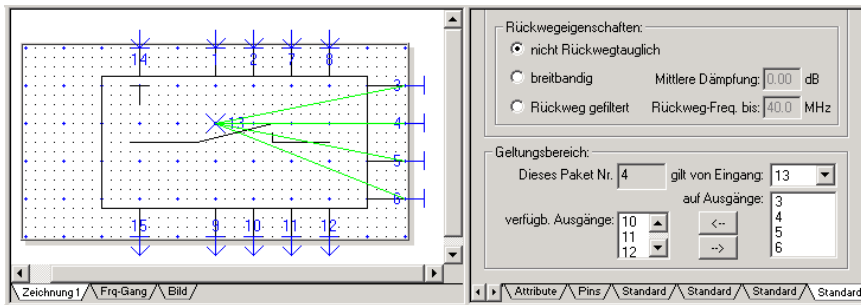 14 1 2 7 8
3
13 4
5
6
15 9 10 11 12
Zeichnung 1 Frq-Gang Bild
Rückwegeigenschaften:
nicht Rückwegtauglich
breitbandig Mittlere Dämpfung: 0.00 dB
Rückweg gefiltert Rückweg-Freq. bis: 40.0 MHz
Geltungsbereich:
Dieses Paket Nr. 4 gilt von Eingang: 13
auf Ausgänge:
verfügb. Ausgänge:
10
11
12
<--
-->
3
4
5
6
Attribute Pins Standard Standard Standard Standard